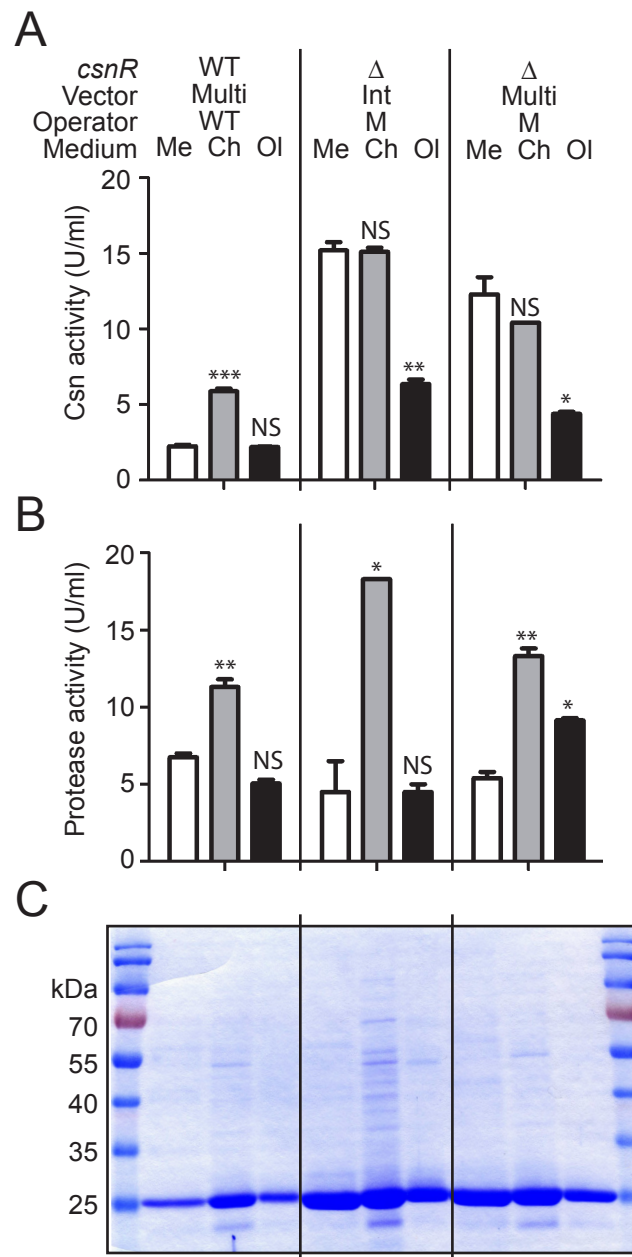 A
csnR WT Δ Δ
Vector Multi Int Multi
Operator WT M M
Medium Me Ch Ol Me Ch Ol Me Ch Ol
Csn activity (U/ml)
20
15
10
5
0
*** NS
NS **
NS *
B
Protease activity (U/ml)
20
15
10
5
0
** NS
* NS
** *
C
kDa
70
55
40
35
25